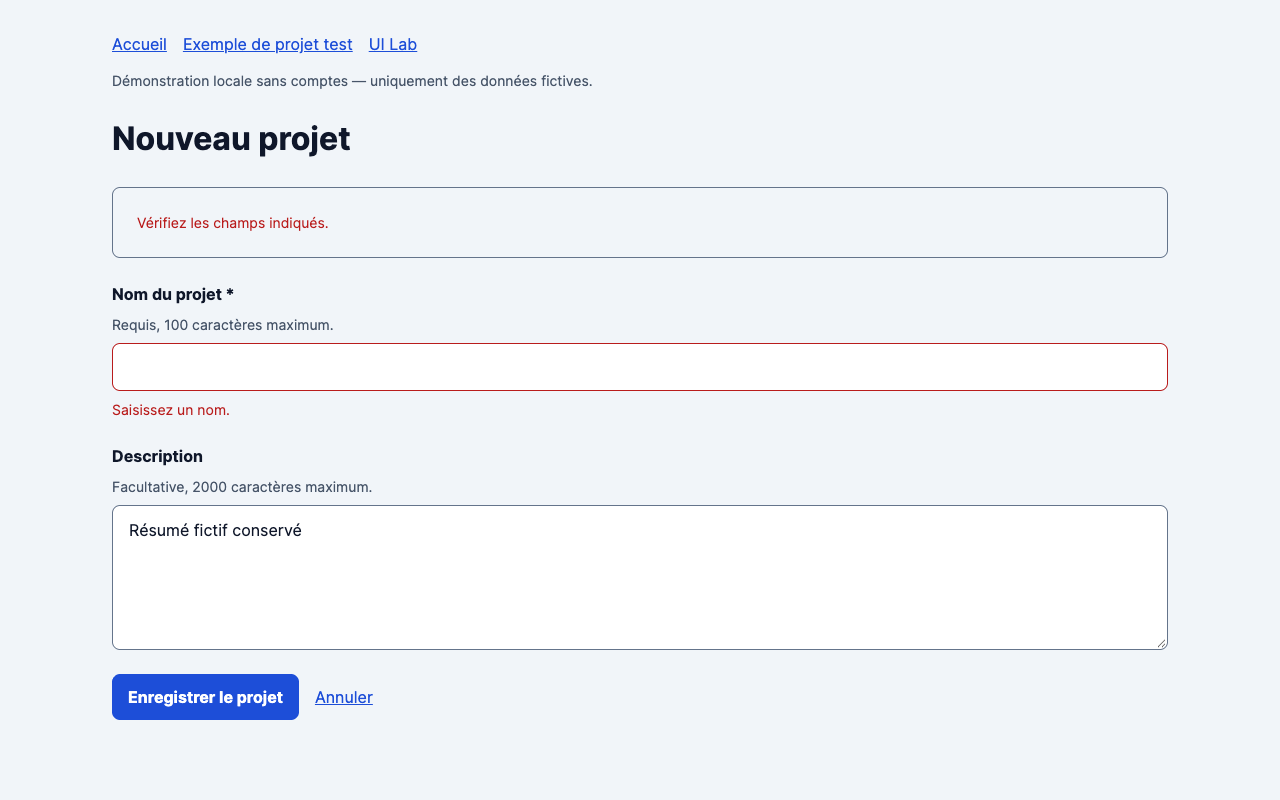 Accueil Exemple de projet test UI Lab
Démonstration locale sans comptes — uniquement des données fictives.
Nouveau projet
Vérifiez les champs indiqués.
Nom du projet *
Requis, 100 caractères maximum.
Saisissez un nom.
Description
Facultative, 2000 caractères maximum.
Résumé fictif conservé
Enregistrer le projet Annuler